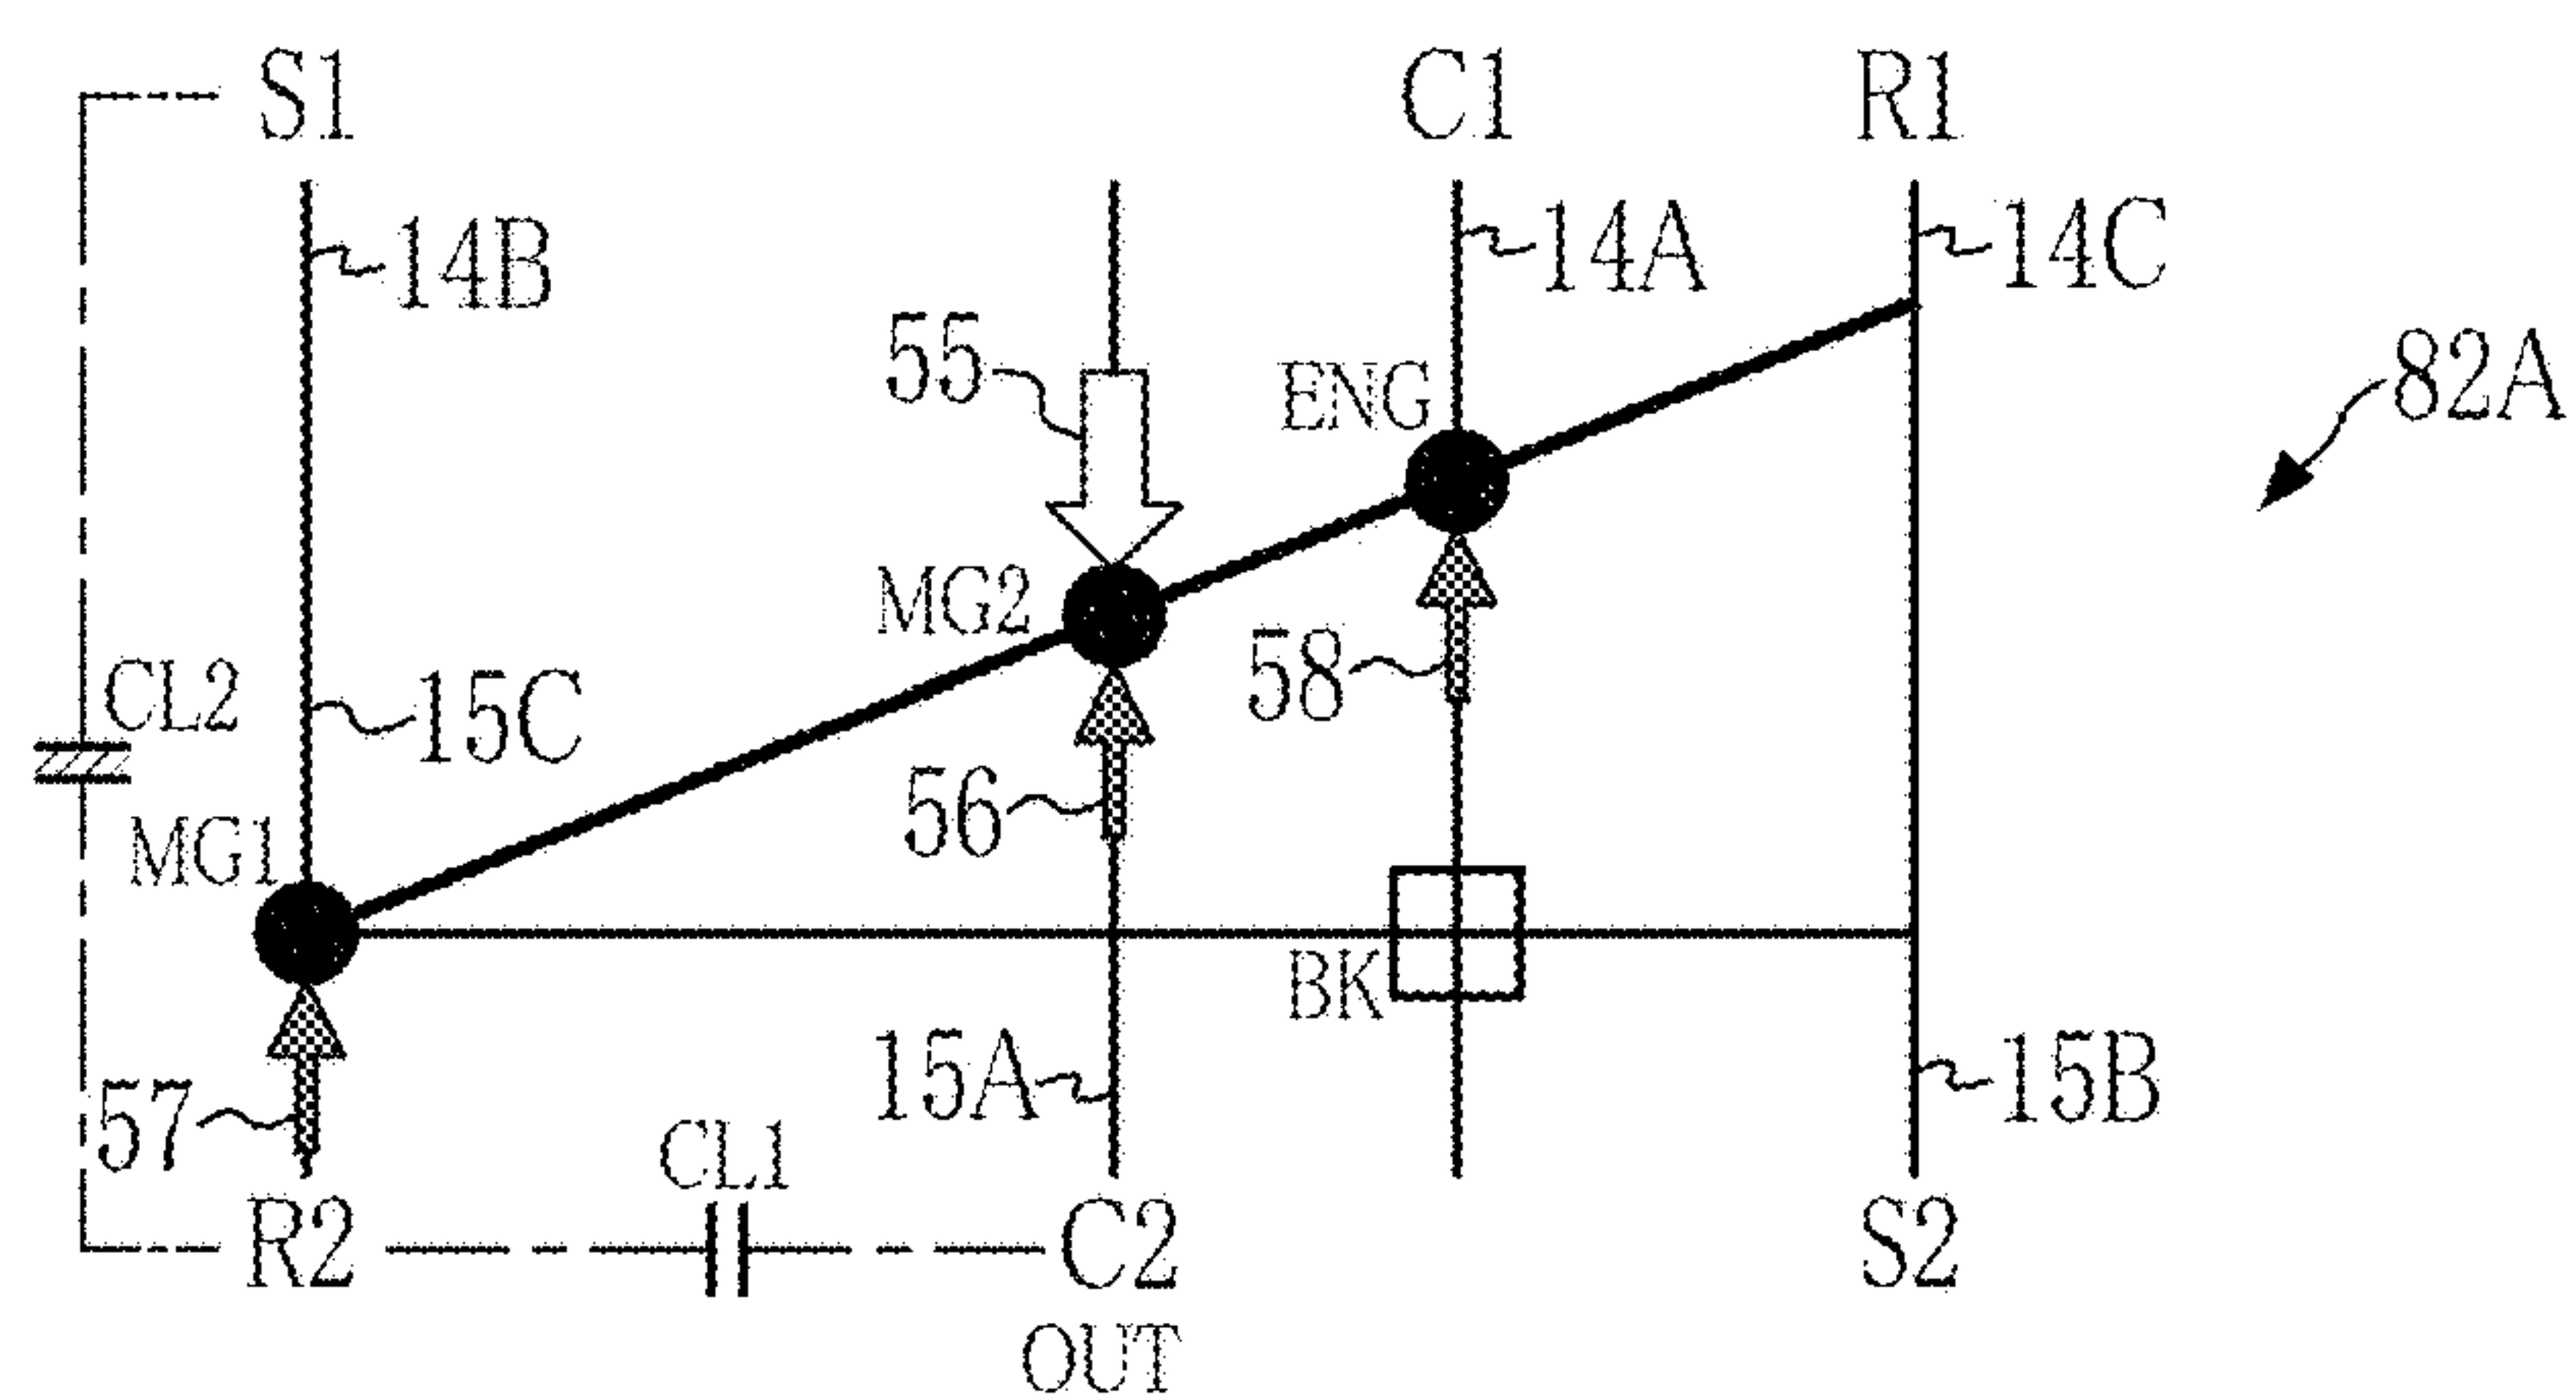 S1 C1 R1
14B 14A 14C
55 ENG 82A
MG2
CL2 15C 58
MG1 56
BK
57 15A 15B
CL1
R2 C2 S2
OUT